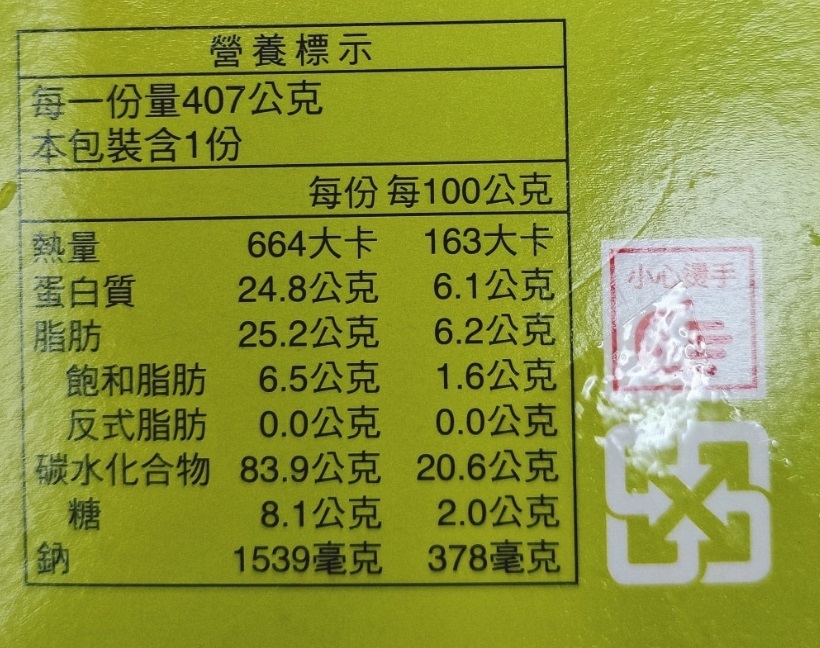 營養標示
每一份量407公克
本包裝含1份
每份 每100公克
熱量 664大卡 163大卡
蛋白質 24.8公克 6.1公克
脂肪 25.2公克 6.2公克
飽和脂肪 6.5公克 1.6公克
反式脂肪 0.0公克 0.0公克
碳水化合物 83.9公克 20.6公克
糖 8.1公克 2.0公克
鈉 1539毫克 378毫克
小心燙手